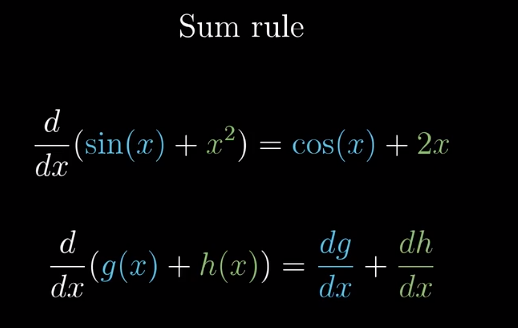 Sum rule
d/dx (sin(x) + x²) = cos(x) + 2x
d/dx (g(x) + h(x)) = dg/dx + dh/dx